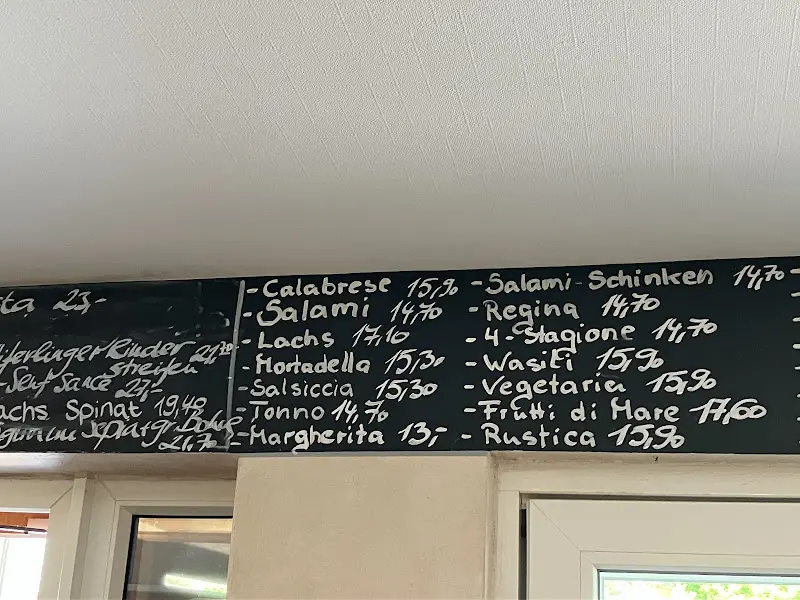 sta 23,-
streifen
-Senf Sauce 27,-
achs Spinat 19,40
21,70
- Calabrese 15,90
- Salami 14,70
- Lachs 17,10
- Mortadella 15,30
- Salsiccia 15,30
- Tonno 14,70
- Margherita 13,-
- Salami-Schinken 14,70
- Regina 14,70
- 4-Stagione 14,70
- Wasili 15,90
- Vegetaria 15,90
- Frutti di Mare 17,60
- Rustica 15,90